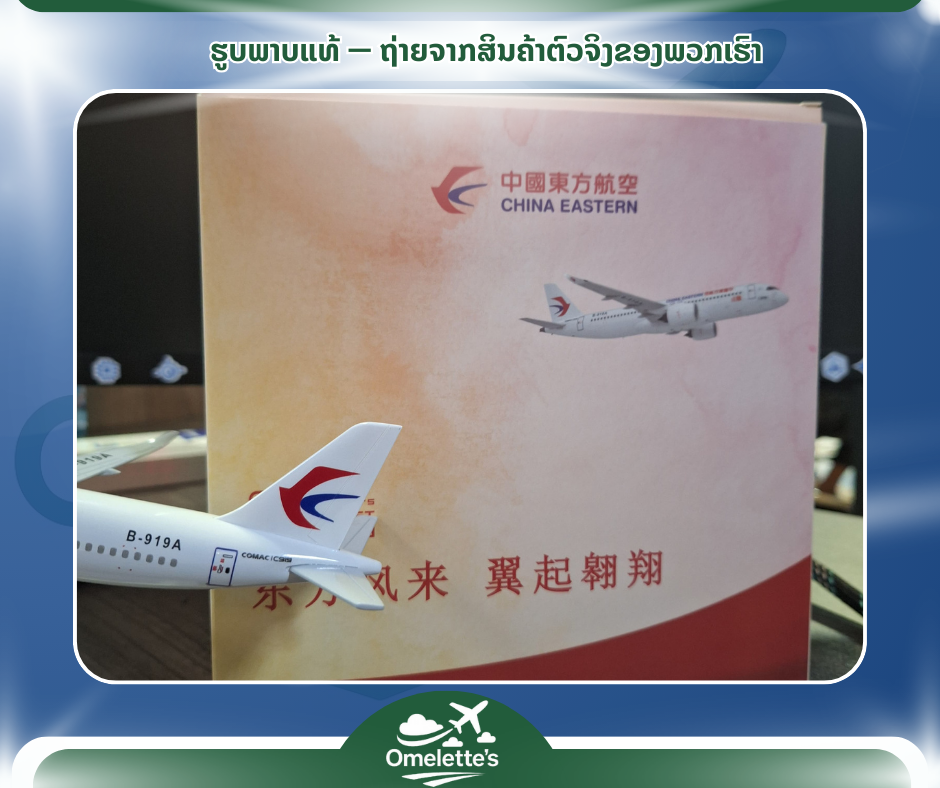 ຮູບພາບແທ້ — ຖ່າຍຈາກສິນຄ້າຕົວຈິງຂອງພວກເຮົາ
中國東方航空
CHINA EASTERN
B-919A
COMAC
东方风来 翼起翱翔
Omelette's